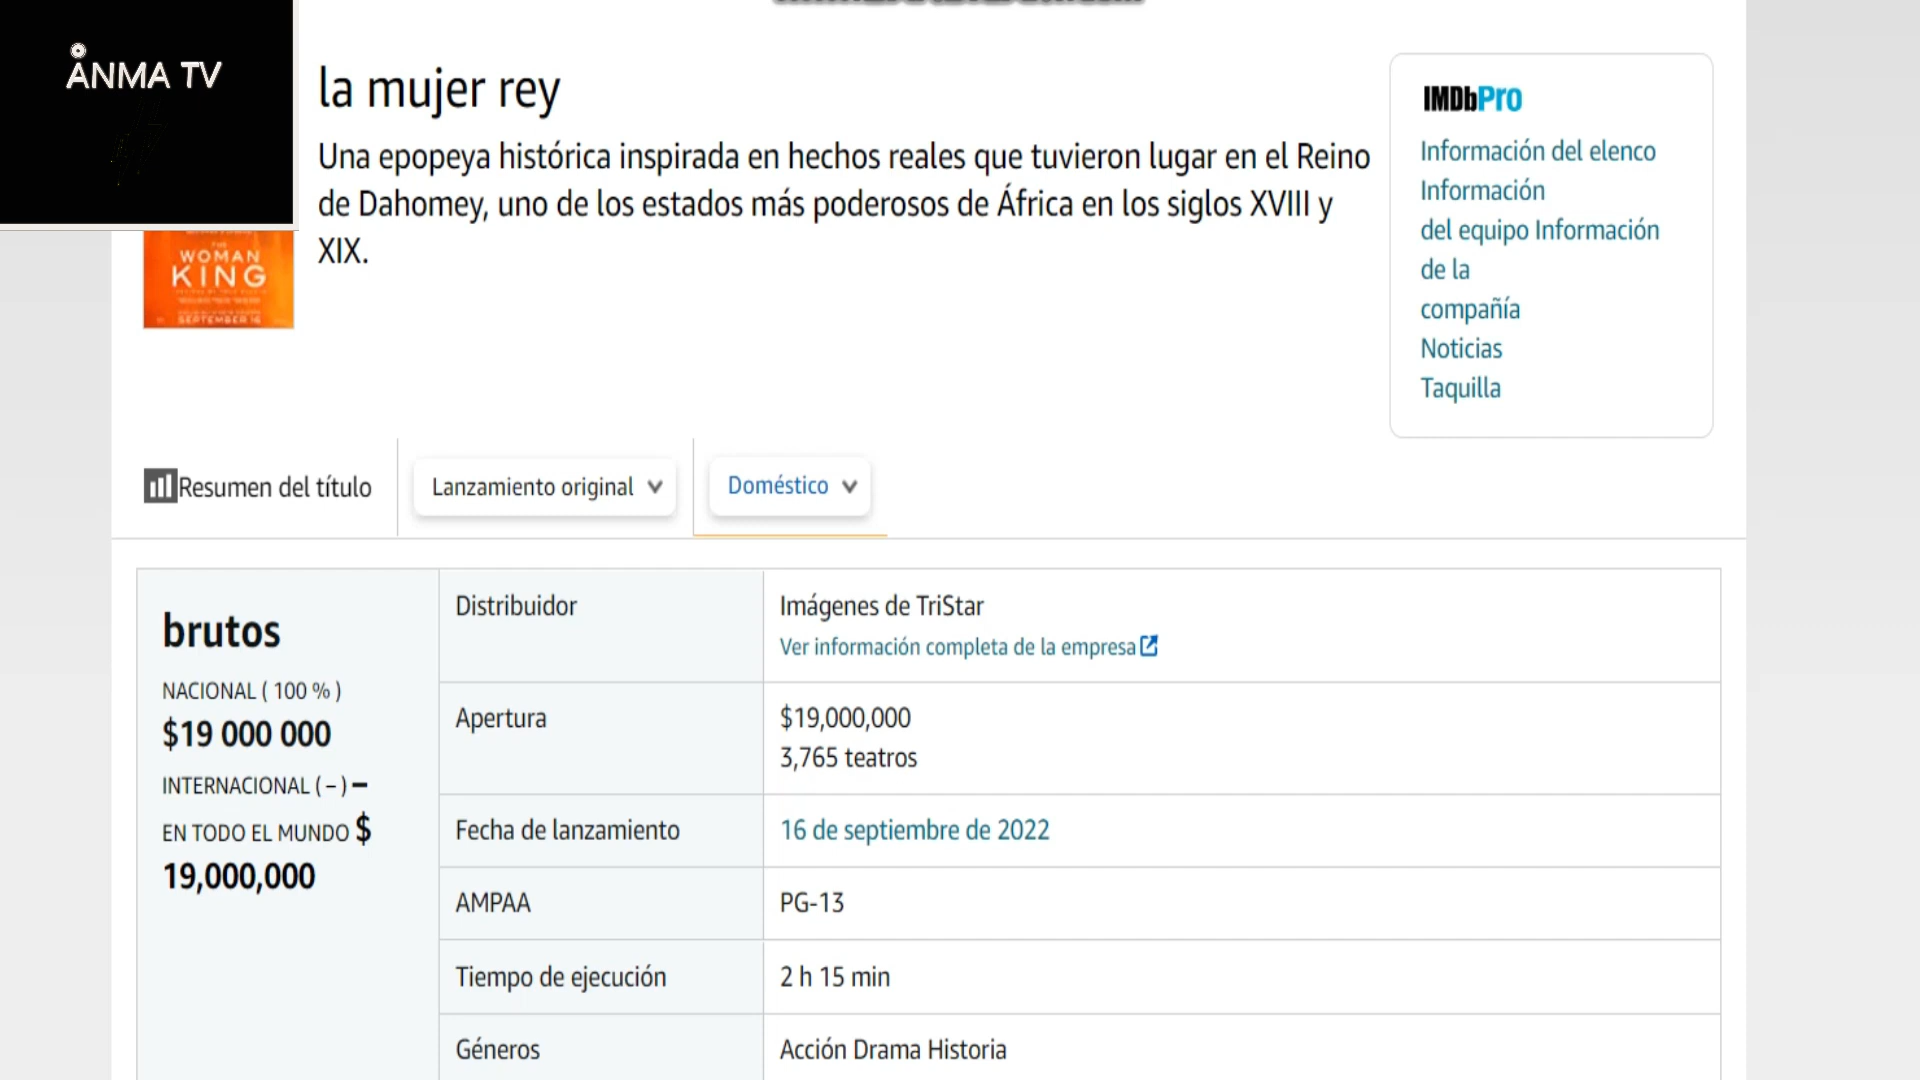 ANMA TV
la mujer rey
Una epopeya histórica inspirada en hechos reales que tuvieron lugar en el Reino
de Dahomey, uno de los estados más poderosos de África en los siglos XVIII y
XIX.
THE
WOMAN
KING
SEPTEMBER 16
IMDbPro
Información del elenco
Información
del equipo Información
de la
compañía
Noticias
Taquilla
Resumen del título
Lanzamiento original
Doméstico
brutos
NACIONAL ( 100 % )
$19 000 000
INTERNACIONAL ( – ) –
EN TODO EL MUNDO $
19,000,000
Distribuidor
Imágenes de TriStar
Ver información completa de la empresa
Apertura
$19,000,000
3,765 teatros
Fecha de lanzamiento
16 de septiembre de 2022
AMPAA
PG-13
Tiempo de ejecución
2 h 15 min
Géneros
Acción Drama Historia